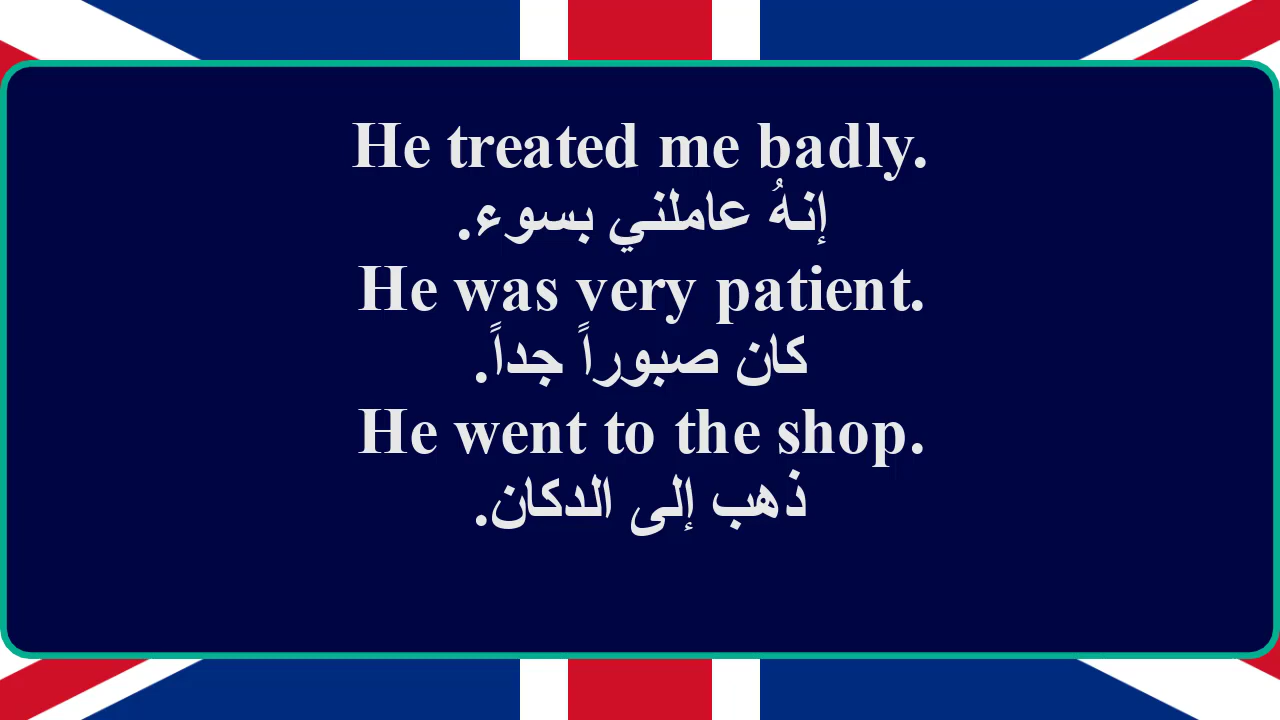 He treated me badly.
إنهُ عاملني بسوء.
He was very patient.
كان صبوراً جداً.
He went to the shop.
ذهب إلى الدكان.